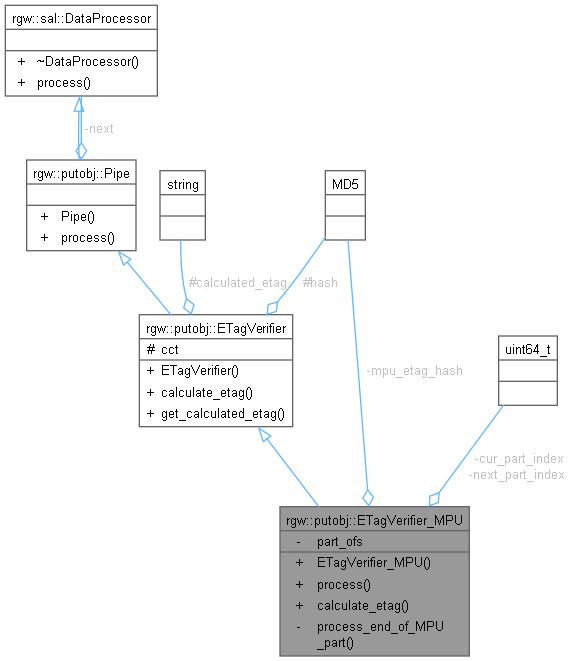 rgw::sal::DataProcessor
+ ~DataProcessor()
+ process()
-next
rgw::putobj::Pipe
+ Pipe()
+ process()
string
MD5
#calculated_etag
#hash
rgw::putobj::ETagVerifier
# cct
+ ETagVerifier()
+ calculate_etag()
+ get_calculated_etag()
uint64_t
-mpu_etag_hash
-cur_part_index
-next_part_index
rgw::putobj::ETagVerifier_MPU
- part_ofs
+ ETagVerifier_MPU()
+ process()
+ calculate_etag()
- process_end_of_MPU
_part()